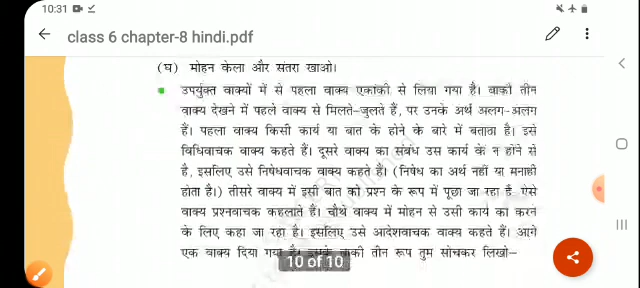 10:31
class 6 chapter-8 hindi.pdf
(घ) मोहन केला और संतरा खाओ।
उपर्युक्त वाक्यों में से पहला वाक्य एकांकी से लिया गया है। बाकी तीन
वाक्य देखने में पहले वाक्य से मिलते-जुलते हैं, पर उनके अर्थ अलग-अलग
हैं। पहला वाक्य किसी कार्य या बात के होने के बारे में बताता है। इसे
विधिवाचक वाक्य कहते हैं। दूसरे वाक्य का संबंध उस कार्य के न होने से
है, इसलिए उसे निषेधवाचक वाक्य कहते हैं। (निषेध का अर्थ नहीं या मनाही
होता है।) तीसरे वाक्य में इसी बात को प्रश्न के रूप में पूछा जा रहा है, ऐसे
वाक्य प्रश्नवाचक कहलाते हैं। चौथे वाक्य में मोहन से उसी कार्य को करने
के लिए कहा जा रहा है। इसलिए उसे आदेशवाचक वाक्य कहते हैं। आगे
एक वाक्य दिया गया है। इसके बाकी तीन रूप तुम सोचकर लिखो–
10 of 10